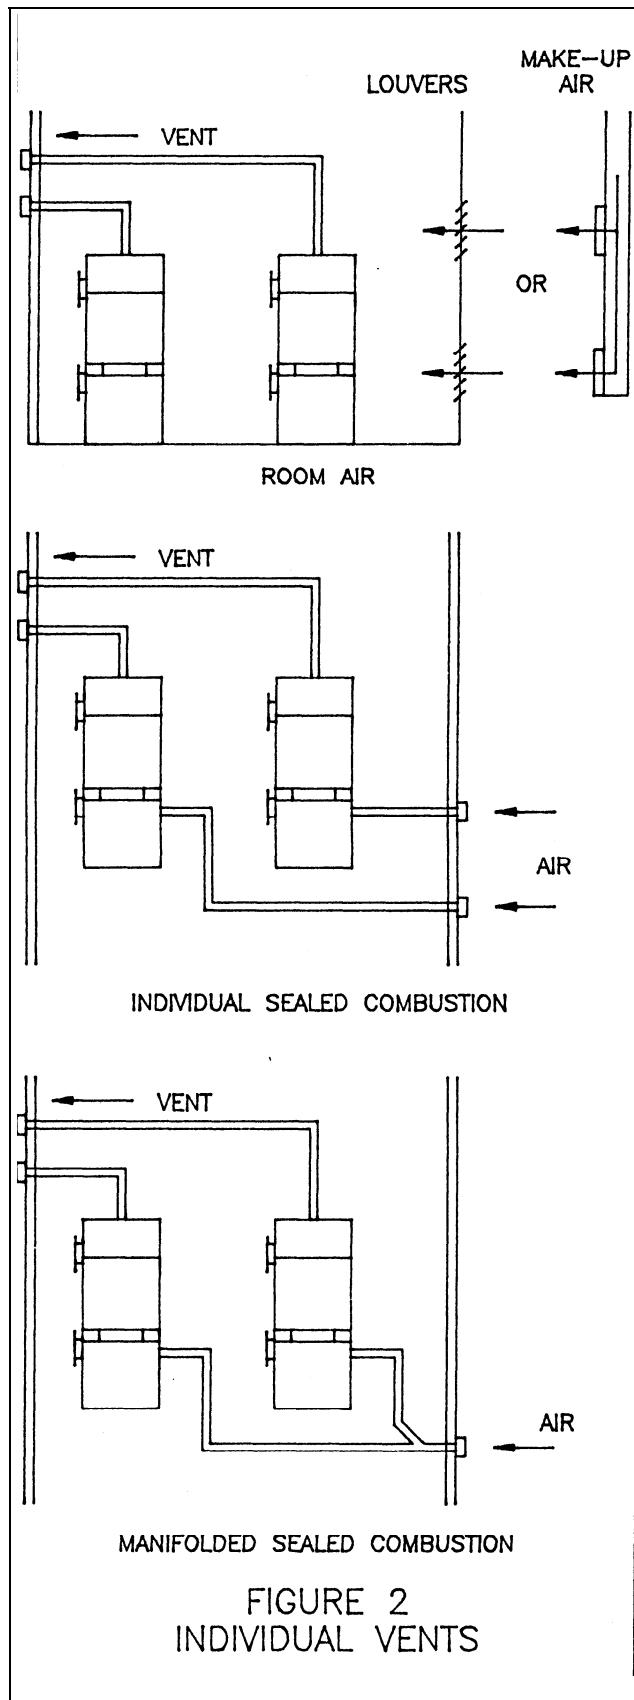 MAKE-UP
AIR
LOUVERS
VENT
OR
ROOM AIR
VENT
AIR
INDIVIDUAL SEALED COMBUSTION
VENT
AIR
MANIFOLDED SEALED COMBUSTION
FIGURE 2
INDIVIDUAL VENTS